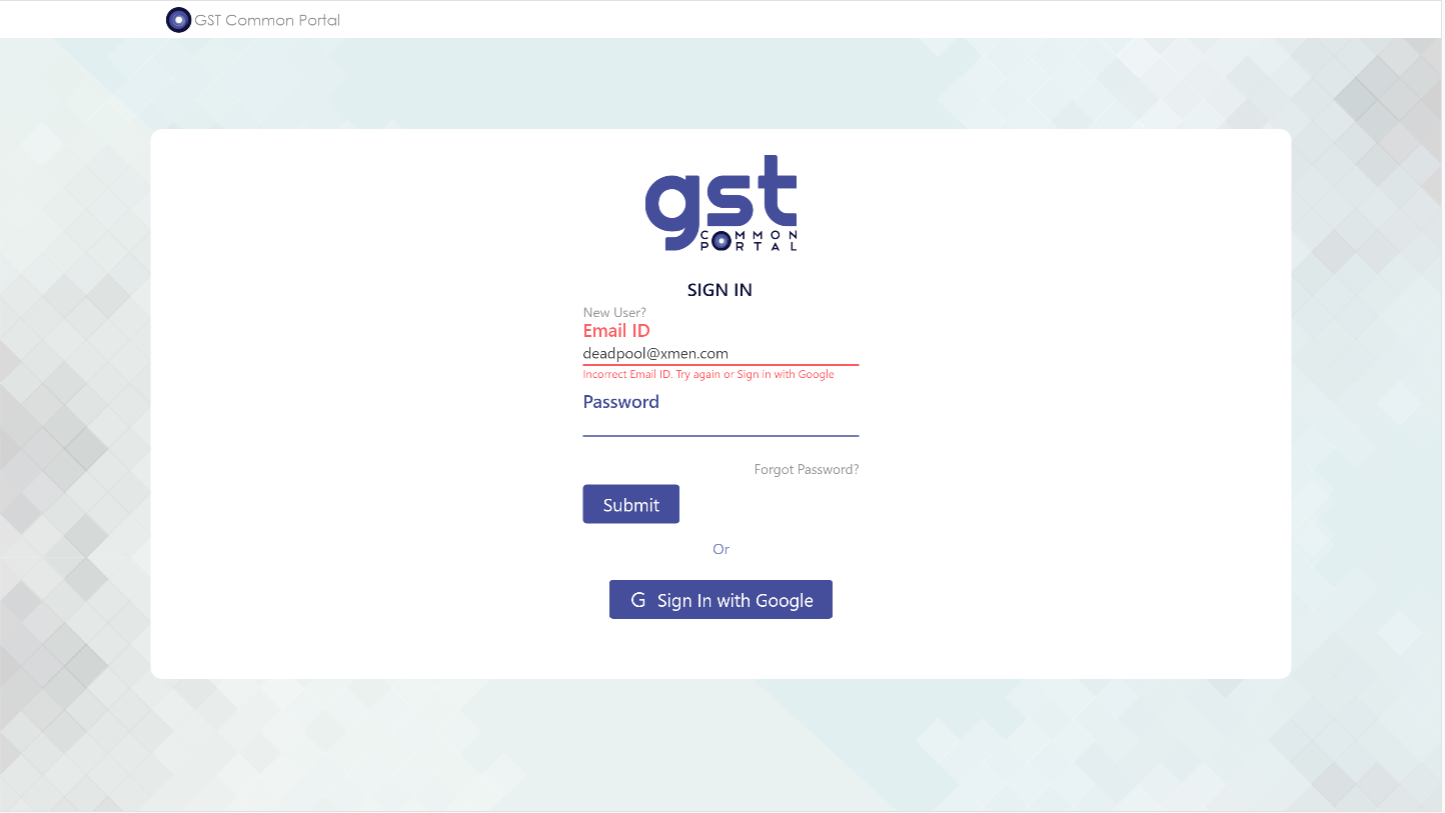 GST Common Portal
gst
COMMON
PORTAL
SIGN IN
New User?
Email ID
deadpool@xmen.com
Incorrect Email ID. Try again or Sign in with Google
Password
Forgot Password?
Submit
Or
G Sign In with Google